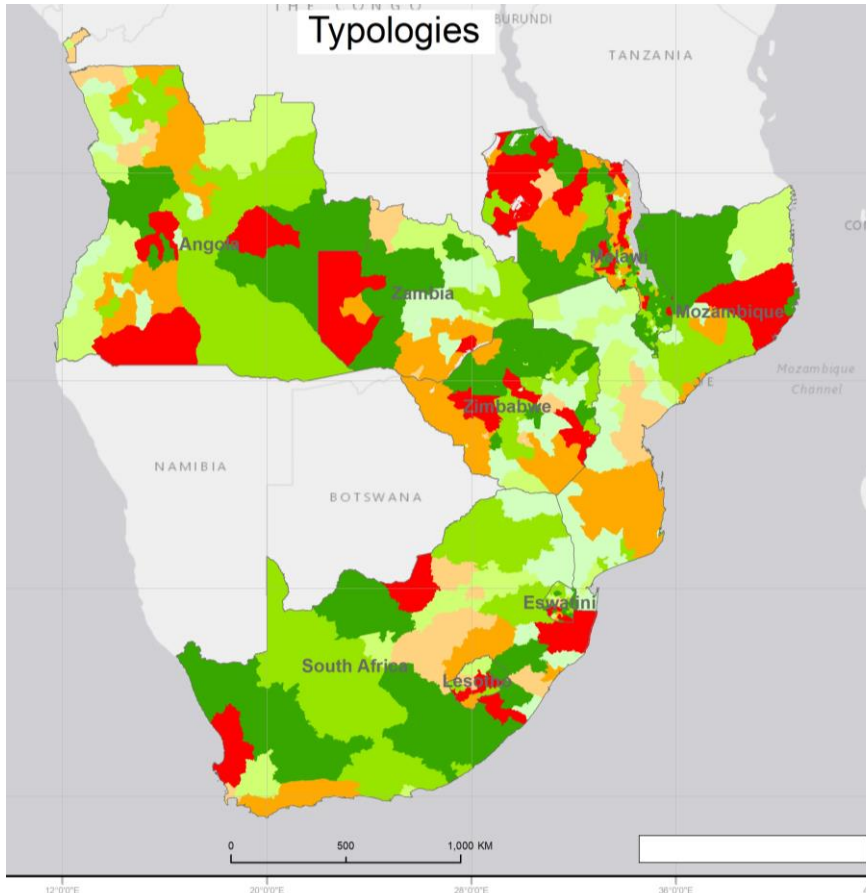 THE CONGO
Typologies
BURUNDI
TANZANIA
Angola
Malawi
Zambia
Mozambique
Zimbabwe
Mozambique
Channel
NAMIBIA
BOTSWANA
Eswatini
South Africa
Lesotho
0 500 1,000 KM
12°0'0"E 20°0'0"E 28°0'0"E 36°0'0"E